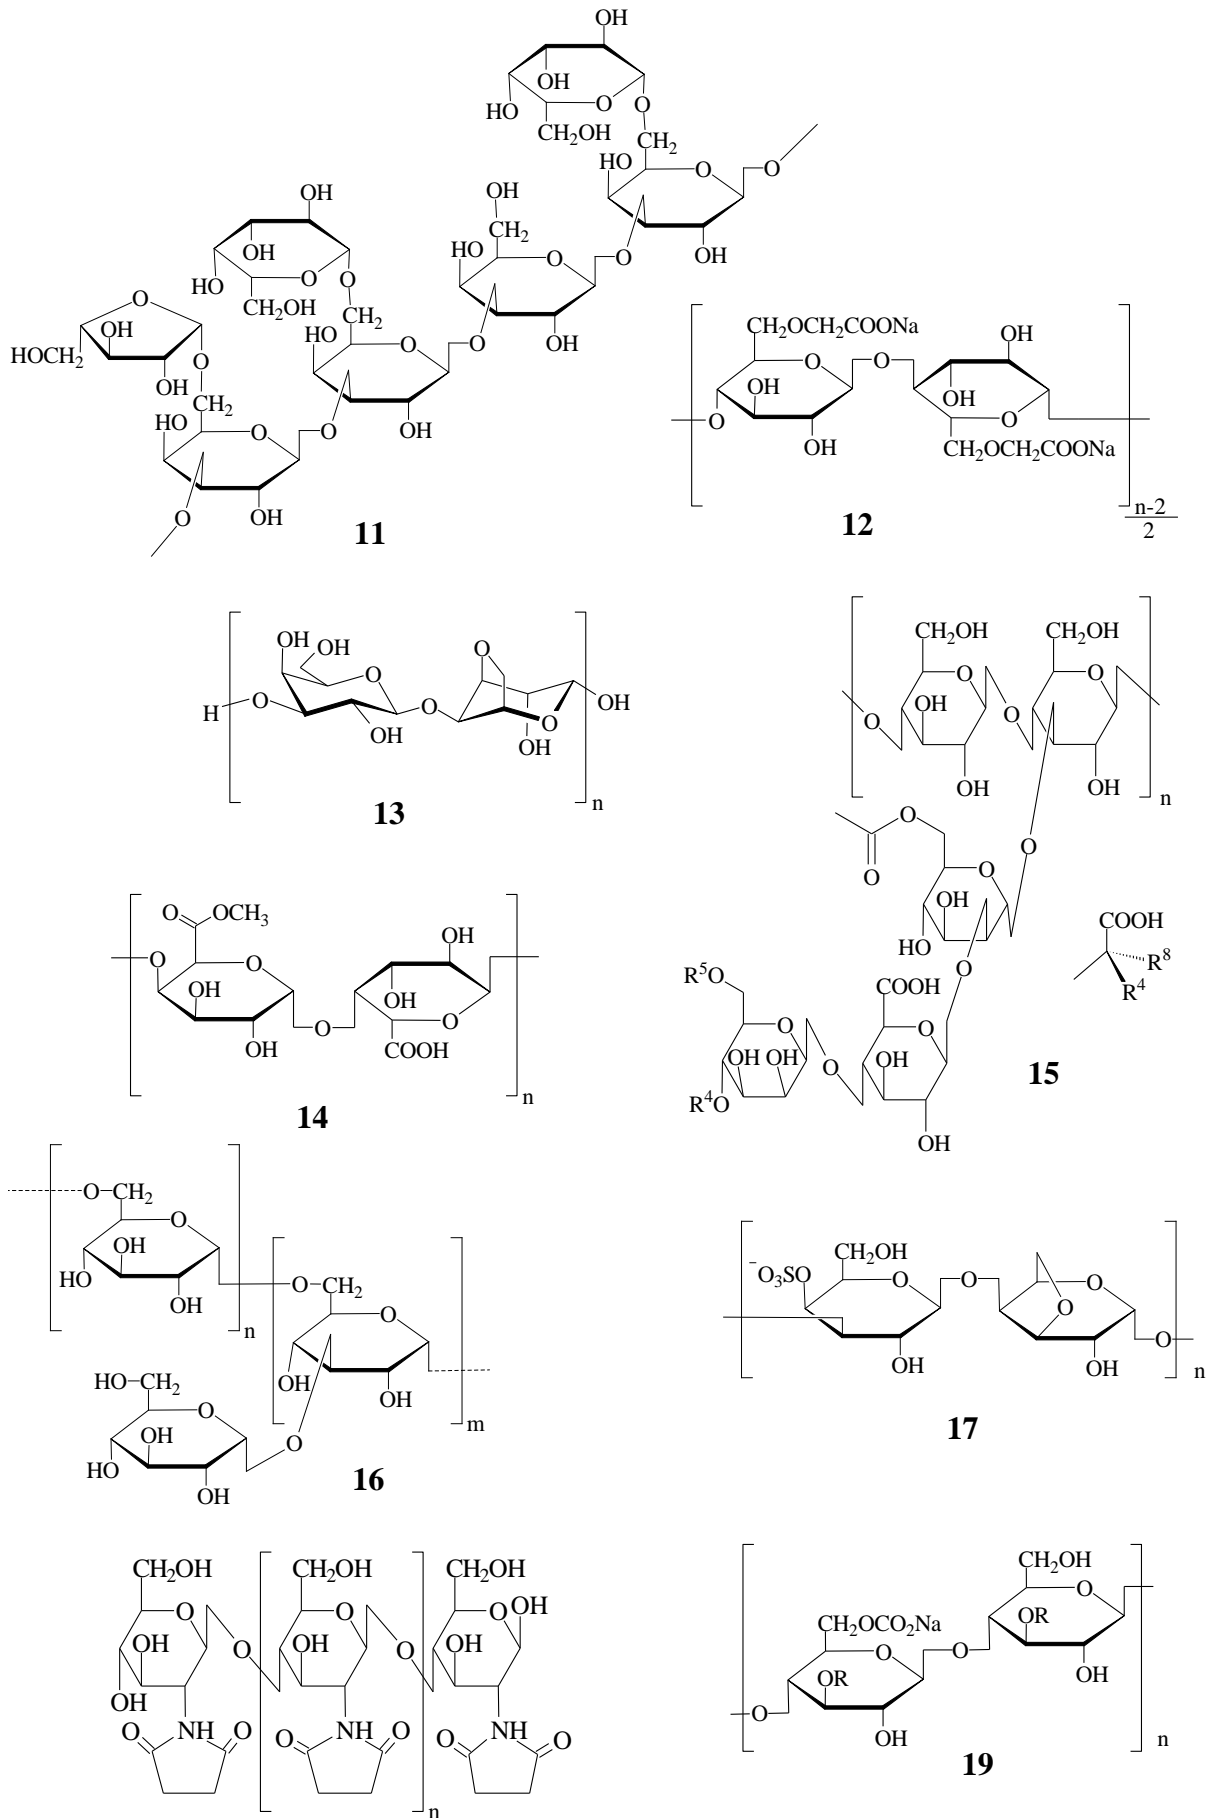 OH
OH
HO
O
O
CH₂OH
CH₂
HO
O
O
OH
O
OH
CH₂
HO
O
OH
OH
OH
HO
O
O
CH₂OH
CH₂
HO
O
O
OH
O
OH
HOCH₂
OH
O
CH₂
HO
O
O
OH
O
11
CH₂OCH₂COONa
O
O
OH
OH
O
OH
OH
O
CH₂OCH₂COONa
n-2
2
12
OH
OH
O
O
H
O
OH
O
O
OH
OH
n
13
CH₂OH
CH₂OH
O
O
OH
O
O
OH
OH
n
O
O
O
O
OH
HO
O
COOH
R⁵O
O
O
OH
OH
O
OH
R⁴O
OH
COOH
R⁸
R⁴
15
O
OCH₃
O
O
OH
OH
O
OH
OH
O
COOH
n
14
O–CH₂
O
OH
HO
OH
n
O
CH₂
O
OH
OH
m
HO–CH₂
O
OH
HO
OH
O
16
CH₂OH
⁻O₃SO
O
O
O
O
OH
OH
O
n
17
CH₂OH
CH₂OH
CH₂OH
O
O
O
OH
OH
OH
OH
O
O
OH
NH
NH
NH
O
O
O
O
O
O
n
CH₂OH
O
OR
CH₂OCO₂Na
O
O
OR
OH
O
OH
n
19